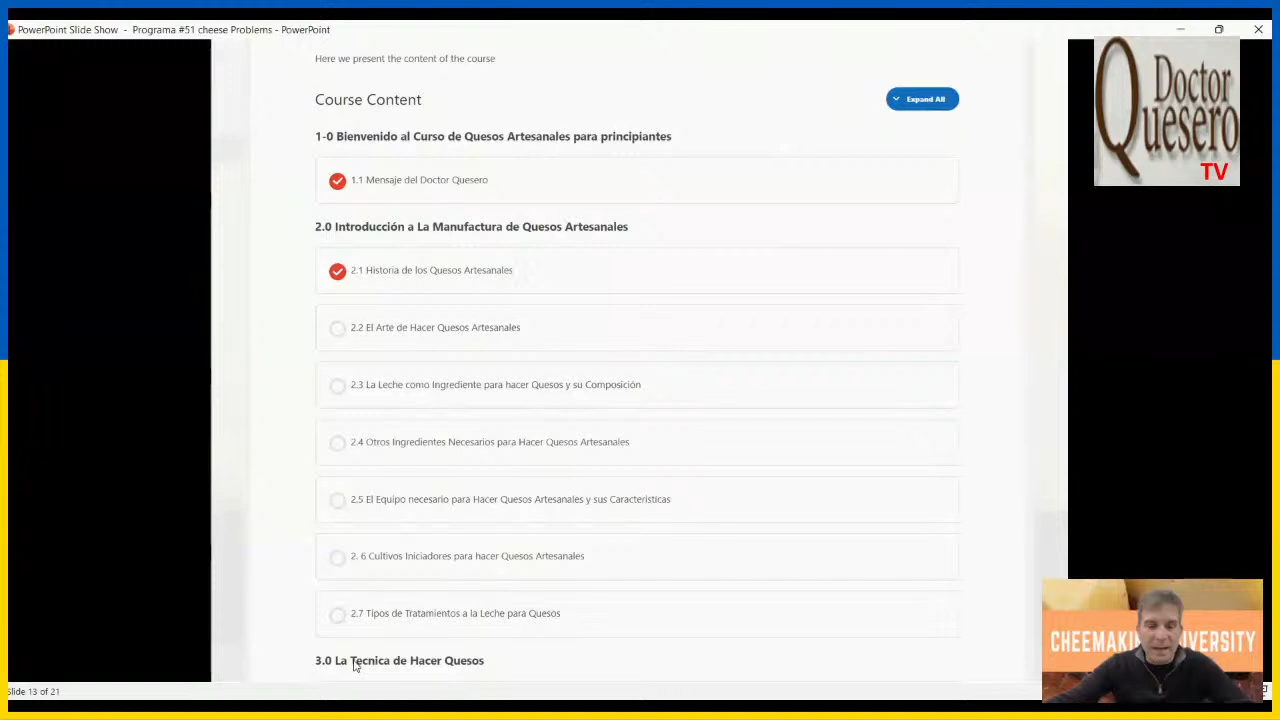 PowerPoint Slide Show - Programa #51 cheese Problems - PowerPoint
Here we present the content of the course
Course Content
Expand All
1-0 Bienvenido al Curso de Quesos Artesanales para principiantes
1.1 Mensaje del Doctor Quesero
2.0 Introducción a La Manufactura de Quesos Artesanales
2.1 Historia de los Quesos Artesanales
2.2 El Arte de Hacer Quesos Artesanales
2.3 La Leche como Ingrediente para hacer Quesos y su Composición
2.4 Otros Ingredientes Necesarios para Hacer Quesos Artesanales
2.5 El Equipo necesario para Hacer Quesos Artesanales y sus Características
2. 6 Cultivos Iniciadores para hacer Quesos Artesanales
2.7 Tipos de Tratamientos a la Leche para Quesos
3.0 La Tecnica de Hacer Quesos
Slide 13 of 21
Doctor
Quesero
TV